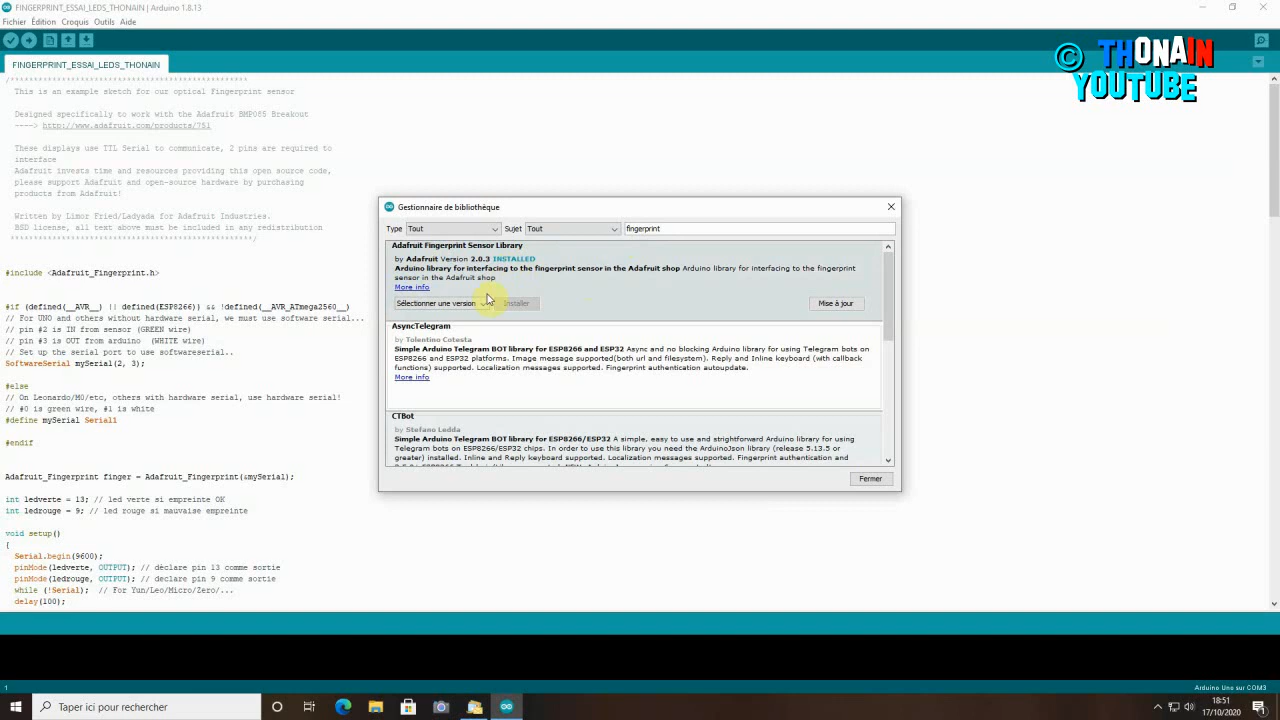 FINGERPRINT_ESSAI_LEDS_THONAIN | Arduino 1.8.13
Fichier Édition Croquis Outils Aide
© THONAIN
YOUTUBE
FINGERPRINT_ESSAI_LEDS_THONAIN
/***************************************************
This is an example sketch for our optical Fingerprint sensor
Designed specifically to work with the Adafruit BMP085 Breakout
----> http://www.adafruit.com/products/751
These displays use TTL Serial to communicate, 2 pins are required to
interface
Adafruit invests time and resources providing this open source code,
please support Adafruit and open-source hardware by purchasing
products from Adafruit!
Written by Limor Fried/Ladyada for Adafruit Industries.
BSD license, all text above must be included in any redistribution
****************************************************/
#include <Adafruit_Fingerprint.h>
#if (defined(__AVR__) || defined(ESP8266)) && !defined(__AVR_ATmega2560__)
// For UNO and others without hardware serial, we must use software serial...
// pin #2 is IN from sensor (GREEN wire)
// pin #3 is OUT from arduino  (WHITE wire)
// Set up the serial port to use softwareserial..
SoftwareSerial mySerial(2, 3);
#else
// On Leonardo/M0/etc, others with hardware serial, use hardware serial!
// #0 is green wire, #1 is white
#define mySerial Serial1
#endif
Adafruit_Fingerprint finger = Adafruit_Fingerprint(&mySerial);
int ledverte = 13; // led verte si empreinte OK
int ledrouge = 9; // led rouge si mauvaise empreinte
void setup()
{
Serial.begin(9600);
pinMode(ledverte, OUTPUT); // déclare pin 13 comme sortie
pinMode(ledrouge, OUTPUT); // declare pin 9 comme sortie
while (!Serial);  // For Yun/Leo/Micro/Zero/...
delay(100);
Gestionnaire de bibliothèque
Type Tout Sujet Tout fingerprint
Adafruit Fingerprint Sensor Library
by Adafruit Version 2.0.3 INSTALLED
Arduino library for interfacing to the fingerprint sensor in the Adafruit shop Arduino library for interfacing to the fingerprint
sensor in the Adafruit shop
More info
Sélectionner une version Installer Mise à jour
AsyncTelegram
by Tolentino Cotesta
Simple Arduino Telegram BOT library for ESP8266 and ESP32 Async and no blocking Arduino library for using Telegram bots on
ESP8266 and ESP32 platforms. Image message supported(both url and filesystem). Reply and Inline keyboard (with callback
functions) supported. Localization messages supported. Fingerprint authentication autoupdate.
More info
CTBot
by Stefano Ledda
Simple Arduino Telegram BOT library for ESP8266/ESP32 A simple, easy to use and strightforward Arduino library for using
Telegram bots on ESP8266/ESP32 chips. In order to use this library you need the ArduinoJson library (release 5.13.5 or
greater) installed. Inline and Reply keyboard supported. Localization messages supported. Fingerprint authentication and
Fermer
1
Arduino Uno sur COM3
Taper ici pour rechercher
18:51
17/10/2020